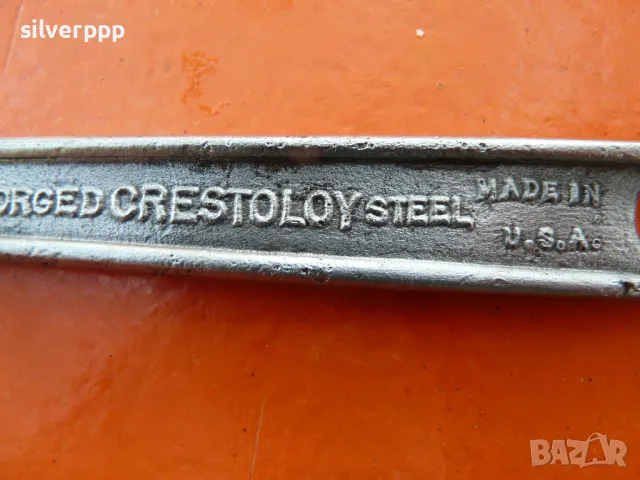 silverppp
ORGED CRESTOLOY STEEL MADE IN
U.S.A.
BAZAR